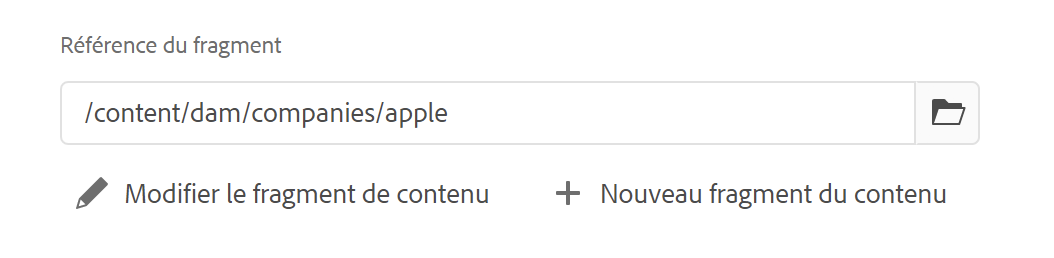 Référence du fragment
/content/dam/companies/apple
Modifier le fragment de contenu
Nouveau fragment du contenu